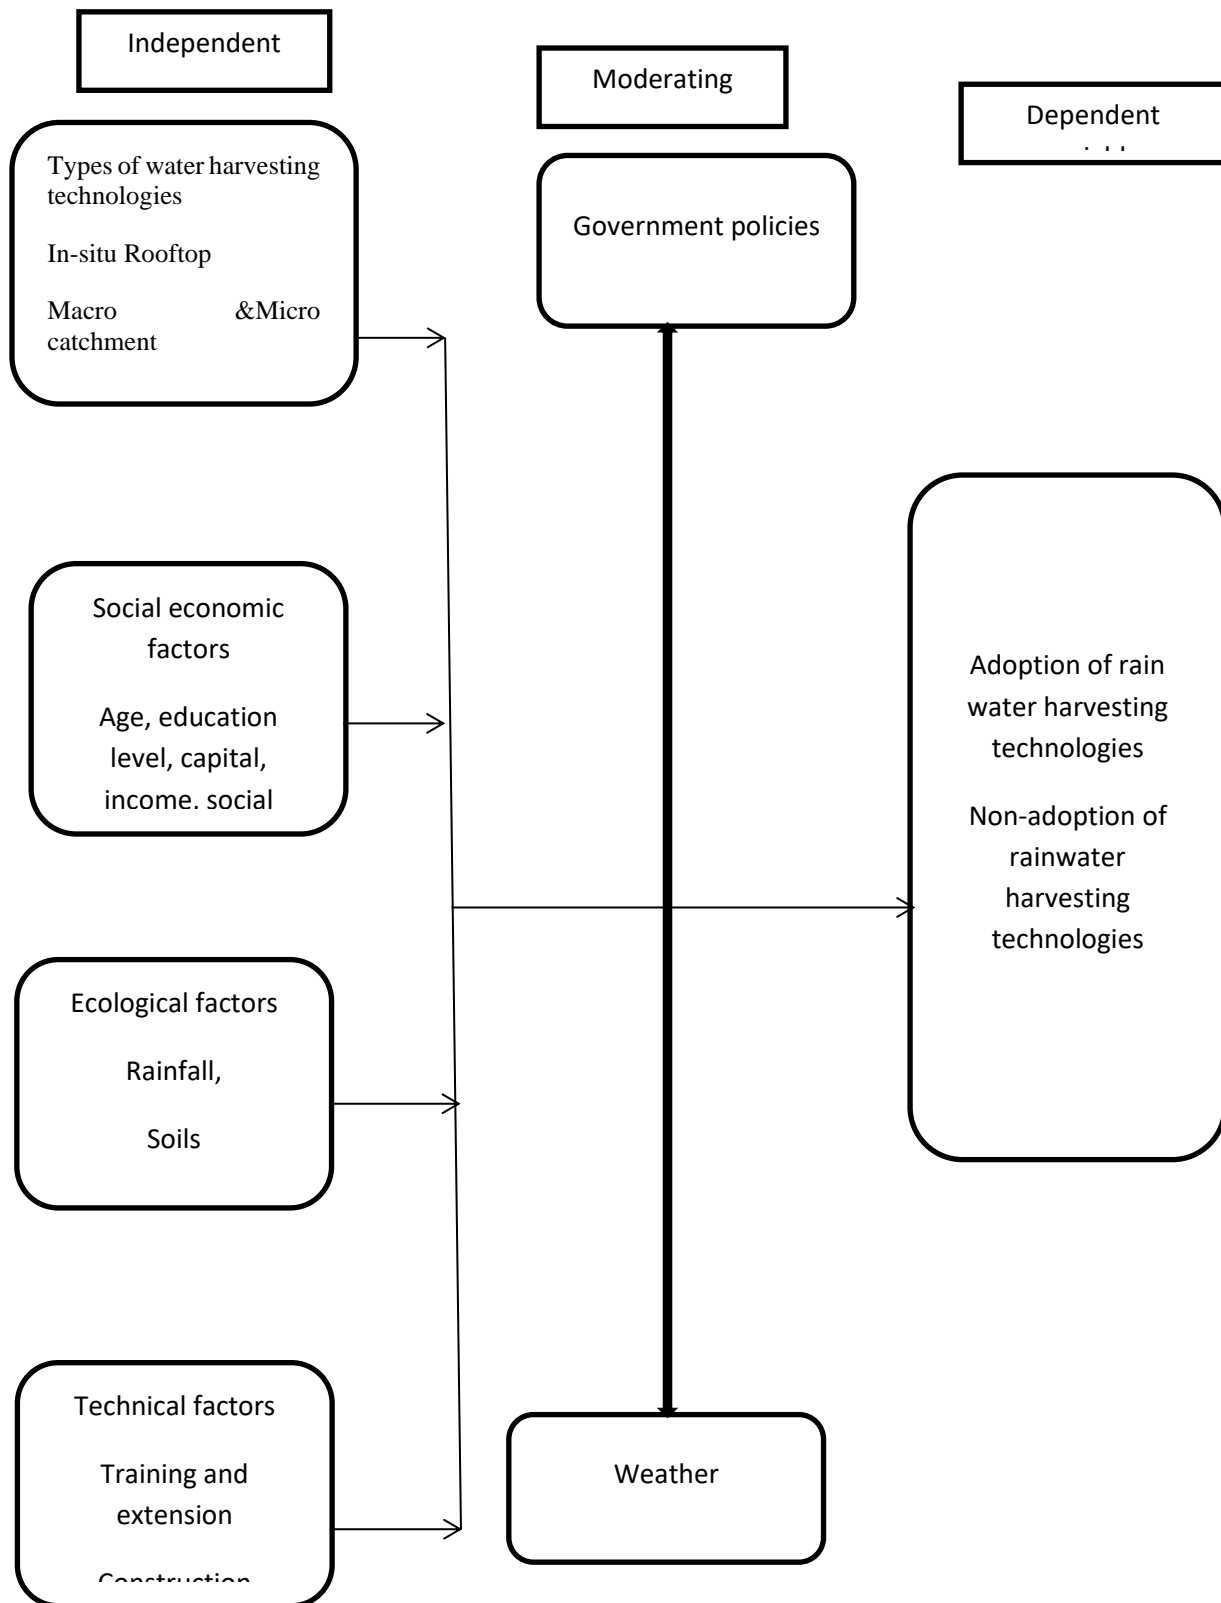 Independent
Moderating
Dependent
Types of water harvesting
technologies
In-situ Rooftop
Macro &Micro
catchment
Government policies
Social economic
factors
Age, education
level, capital,
income, social
Adoption of rain
water harvesting
technologies
Non-adoption of
rainwater
harvesting
technologies
Ecological factors
Rainfall,
Soils
Technical factors
Training and
extension
Construction
Weather